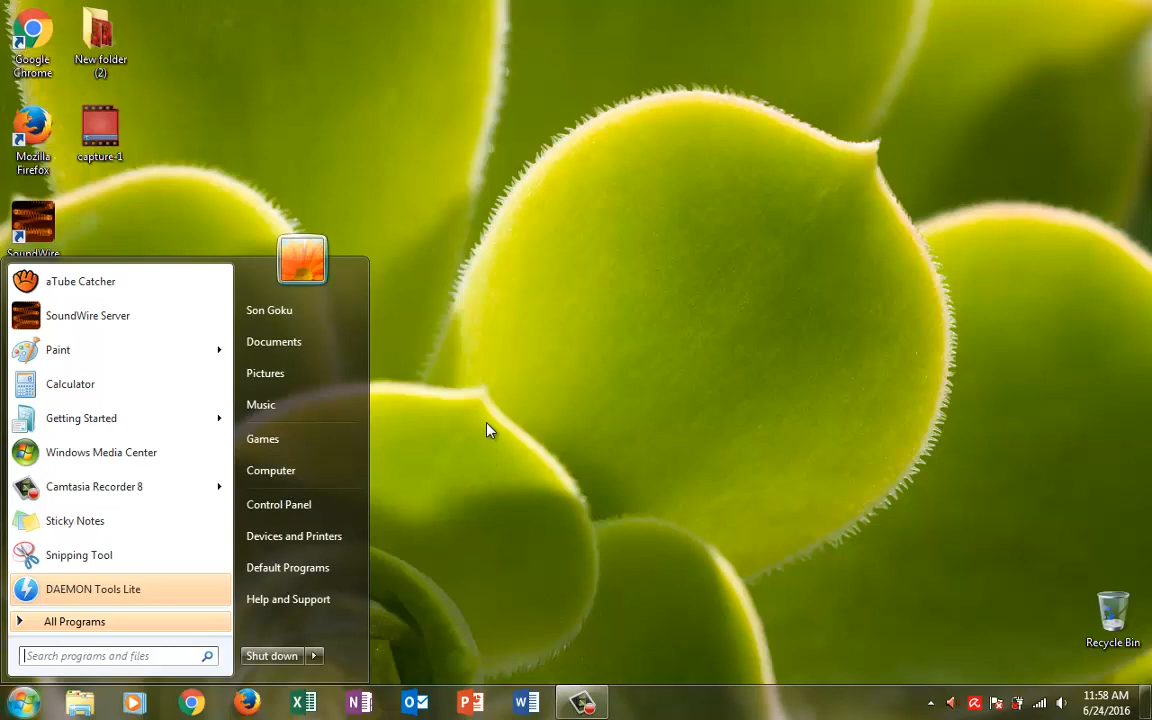 Google
Chrome
New folder
(2)
Mozilla
Firefox
capture-1
SoundWire
aTube Catcher
SoundWire Server
Paint
Calculator
Getting Started
Windows Media Center
Camtasia Recorder 8
Sticky Notes
Snipping Tool
DAEMON Tools Lite
All Programs
Search programs and files
Son Goku
Documents
Pictures
Music
Games
Computer
Control Panel
Devices and Printers
Default Programs
Help and Support
Shut down
Recycle Bin
11:58 AM
6/24/2016